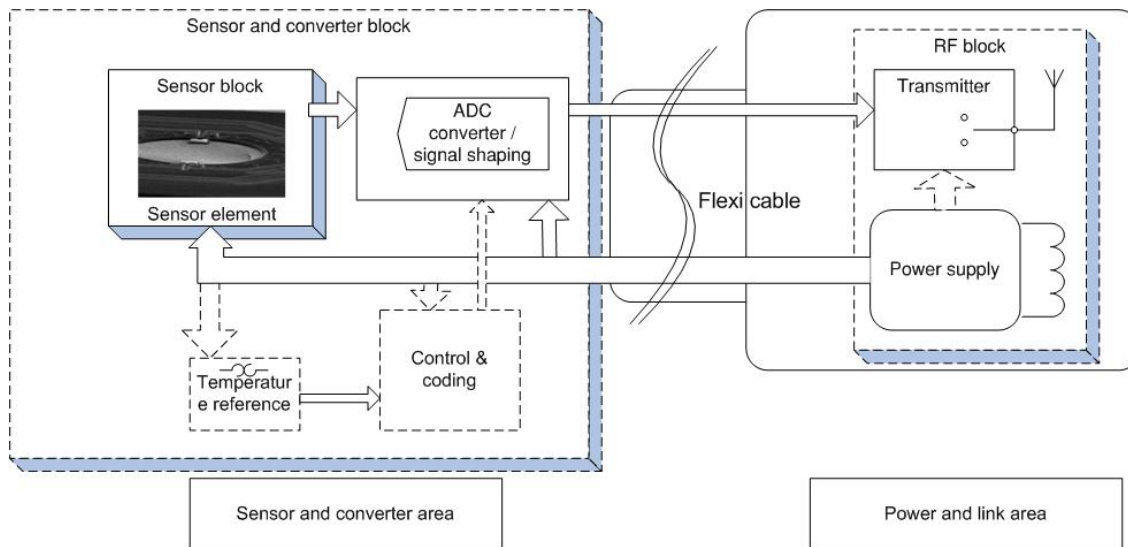 Sensor and converter block
Sensor block
Sensor element
ADC
converter /
signal shaping
Temperatur
e reference
Control &
coding
Flexi cable
RF block
Transmitter
Power supply
Sensor and converter area
Power and link area